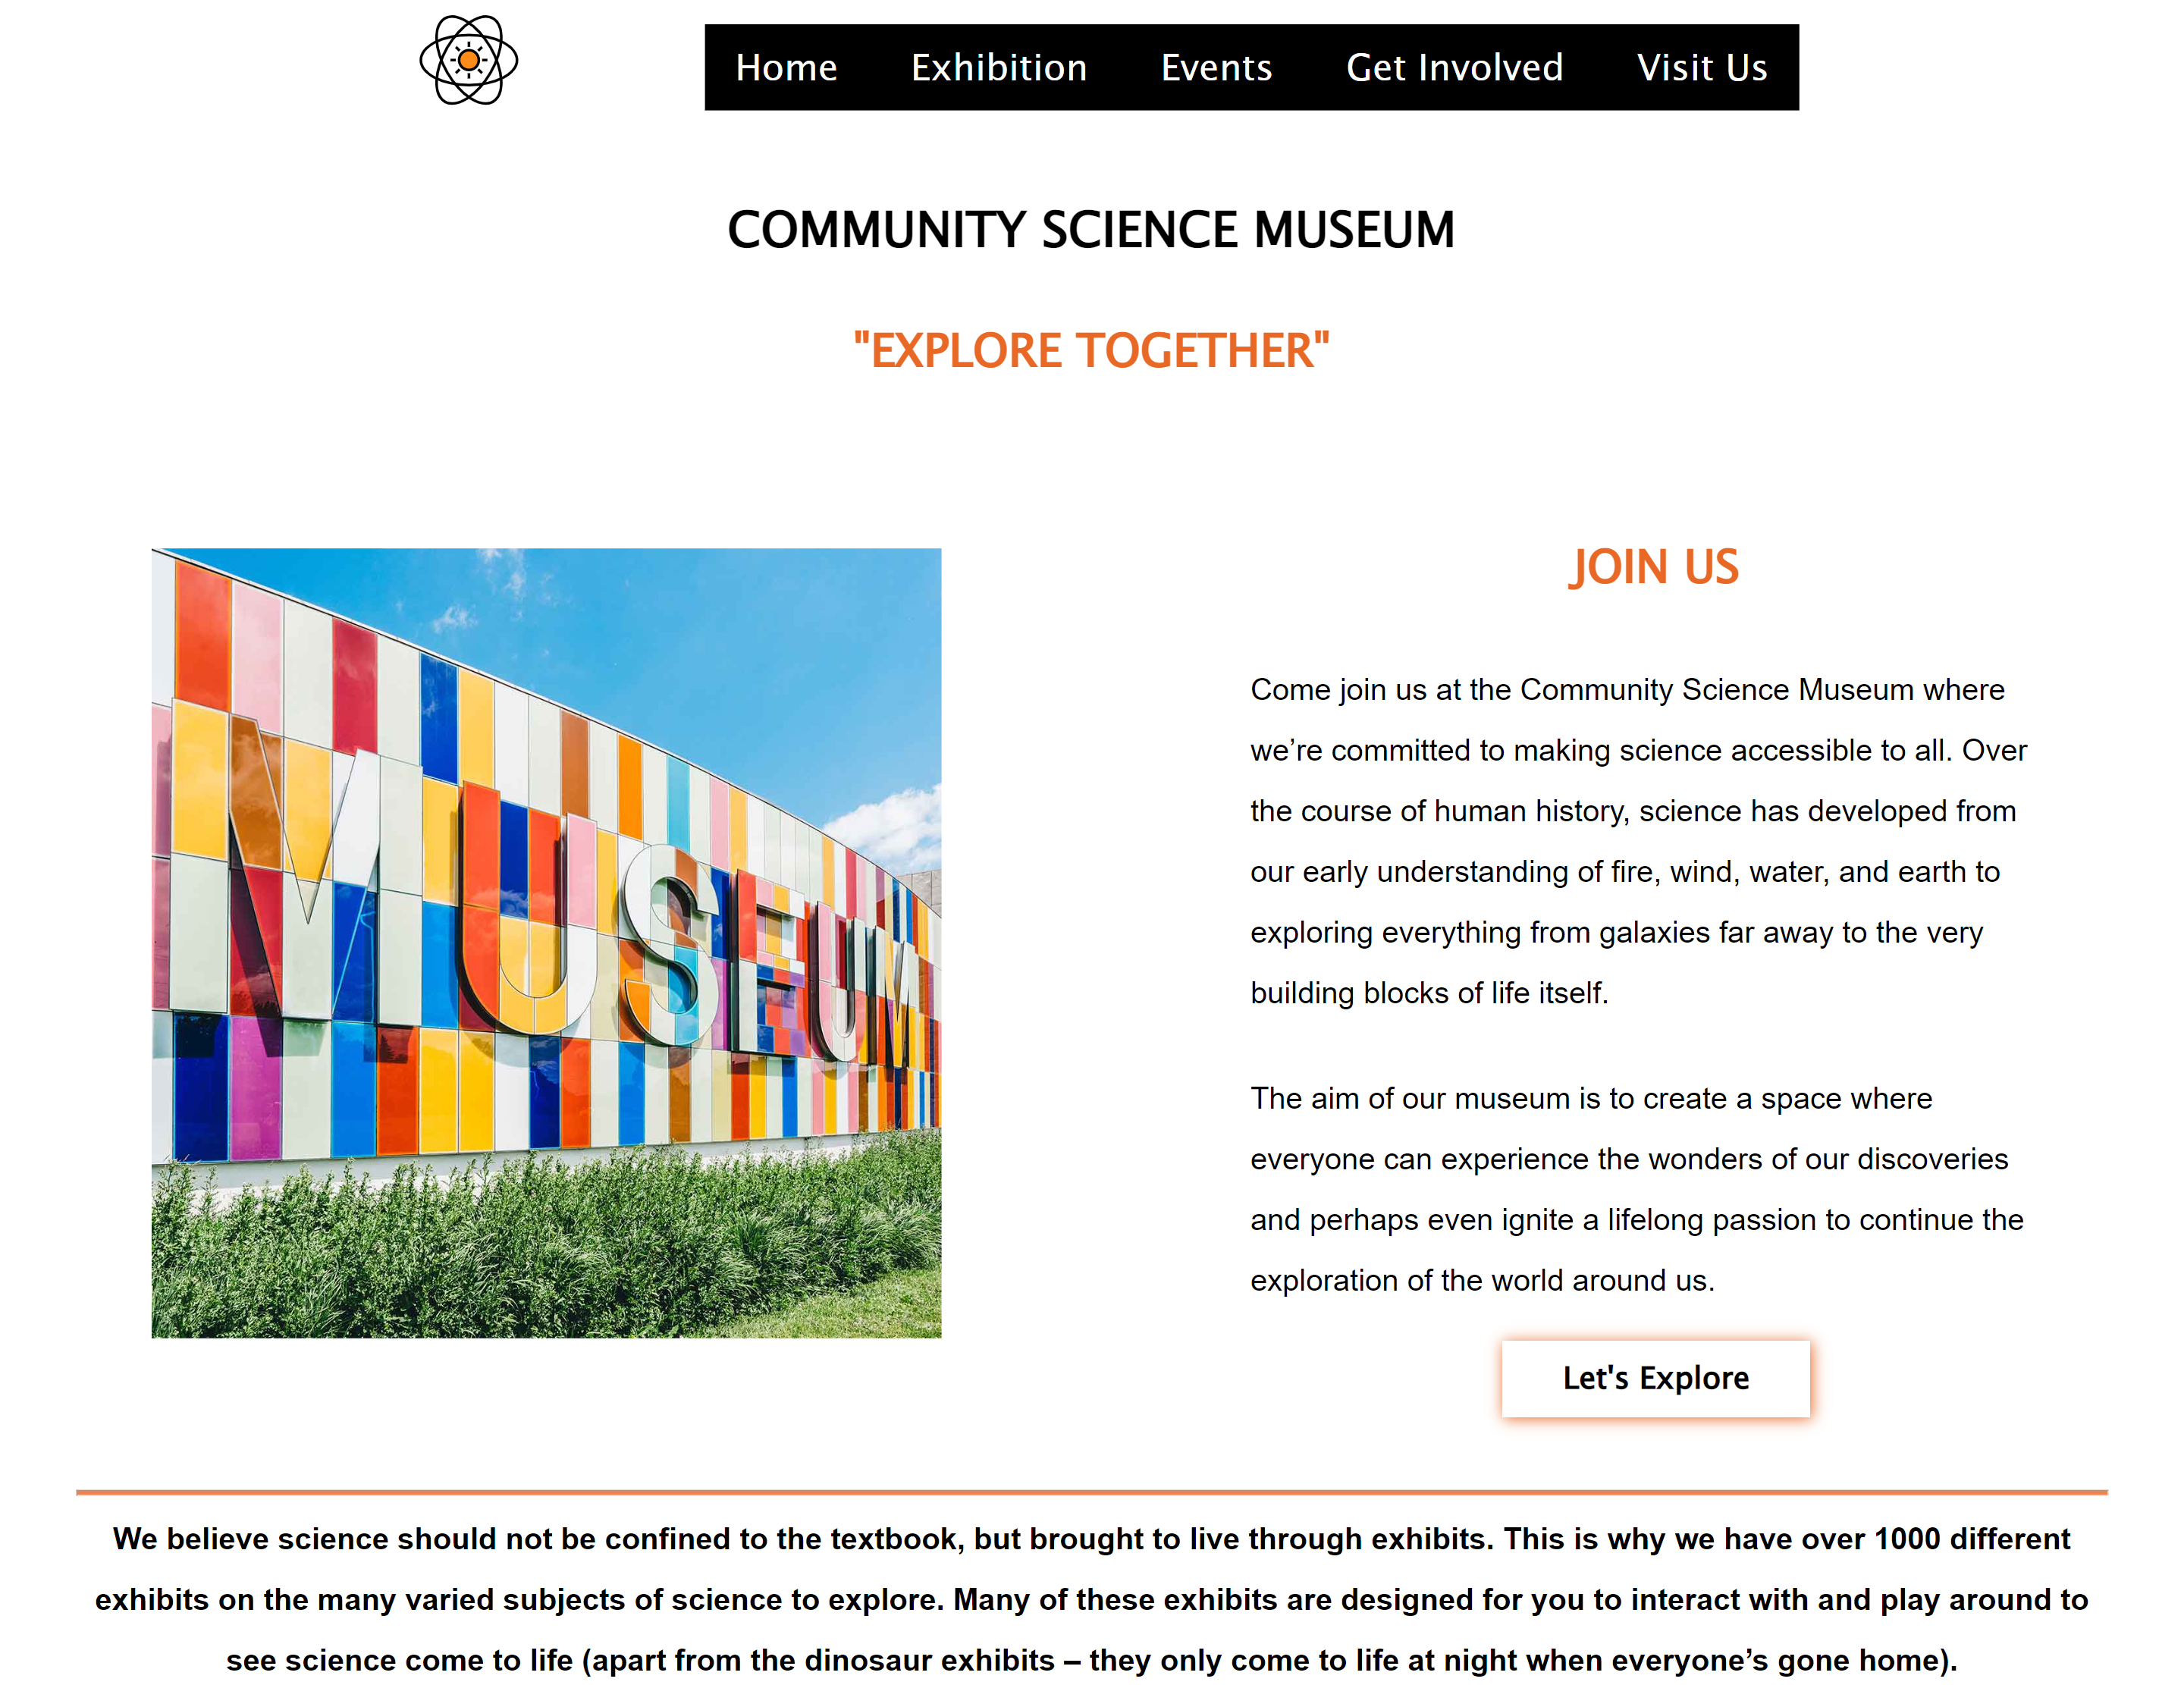 Home Exhibition Events Get Involved Visit Us
COMMUNITY SCIENCE MUSEUM
"EXPLORE TOGETHER"
MUSEUM
JOIN US
Come join us at the Community Science Museum where
we’re committed to making science accessible to all. Over
the course of human history, science has developed from
our early understanding of fire, wind, water, and earth to
exploring everything from galaxies far away to the very
building blocks of life itself.
The aim of our museum is to create a space where
everyone can experience the wonders of our discoveries
and perhaps even ignite a lifelong passion to continue the
exploration of the world around us.
Let's Explore
We believe science should not be confined to the textbook, but brought to live through exhibits. This is why we have over 1000 different
exhibits on the many varied subjects of science to explore. Many of these exhibits are designed for you to interact with and play around to
see science come to life (apart from the dinosaur exhibits – they only come to life at night when everyone’s gone home).